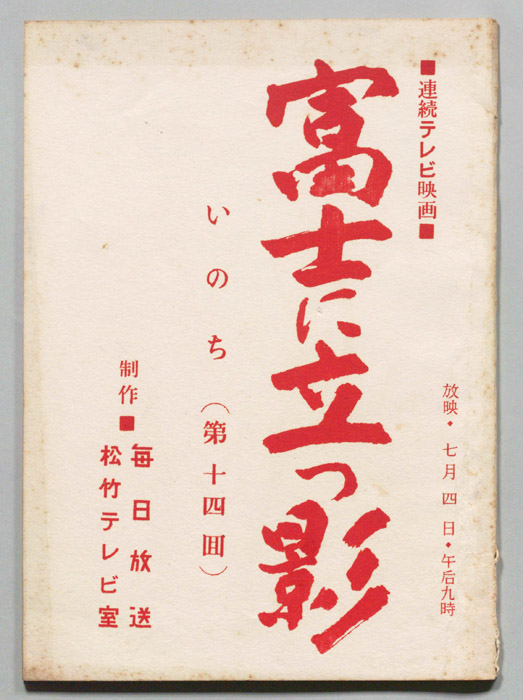 放映・七月四日・午后九時
■連続テレビ映画■
富士に立つ影
いのち（第十四回）
制作■
毎日放送
松竹テレビ室